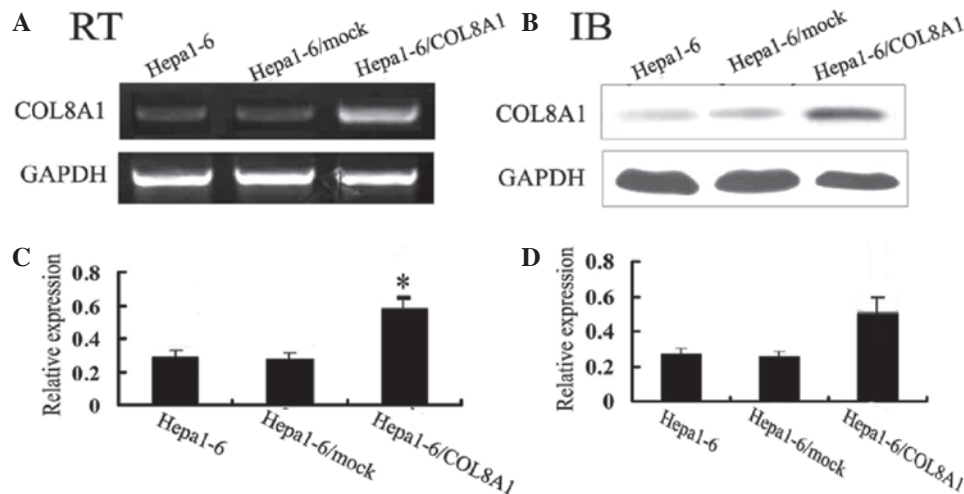 A RT
Hepa1-6
Hepa1-6/mock
Hepa1-6/COL8A1
COL8A1
GAPDH
B IB
Hepa1-6
Hepa1-6/mock
Hepa1-6/COL8A1
COL8A1
GAPDH
C
Relative expression
0.8
0.6
0.4
0.2
0
*
Hepa1-6
Hepa1-6/mock
Hepa1-6/COL8A1
D
Relative expression
0.8
0.6
0.4
0.2
0
Hepa1-6
Hepa1-6/mock
Hepa1-6/COL8A1